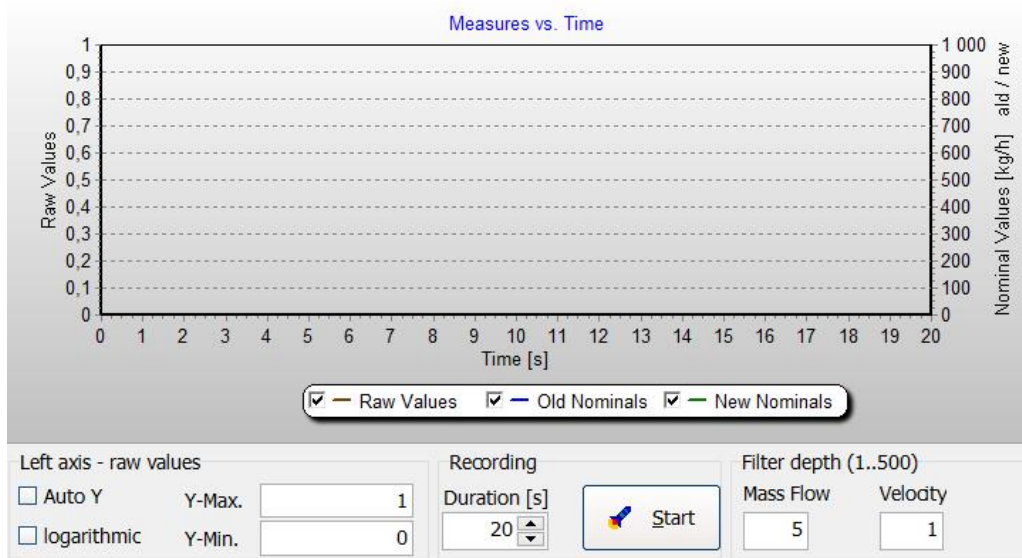 Measures vs. Time
1
0,9
0,8
0,7
0,6
0,5
0,4
0,3
0,2
0,1
0
Raw Values
1 000
900
800
700
600
500
400
300
200
100
0
Nominal Values [kg/h] ald / new
0 1 2 3 4 5 6 7 8 9 10 11 12 13 14 15 16 17 18 19 20
Time [s]
Raw Values Old Nominals New Nominals
Left axis - raw values
Auto Y Y-Max. 1
logarithmic Y-Min. 0
Recording
Duration [s]
20
Start
Filter depth (1..500)
Mass Flow Velocity
5 1